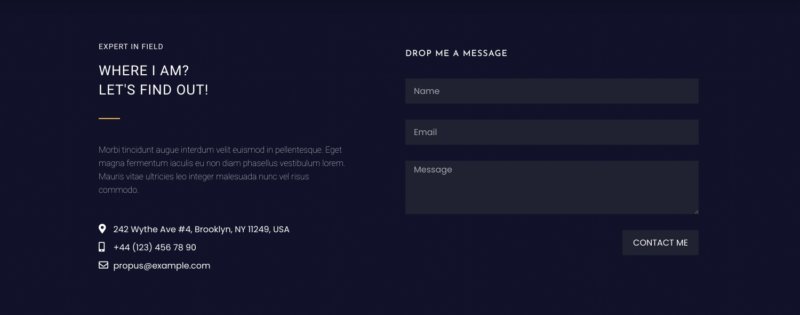 EXPERT IN FIELD
WHERE I AM?
LET'S FIND OUT!
Morbi tincidunt augue interdum velit euismod in pellentesque. Eget
magna fermentum iaculis eu non diam phasellus vestibulum lorem.
Mauris vitae ultricies leo integer malesuada nunc vel risus
commodo.
242 Wythe Ave #4, Brooklyn, NY 11249, USA
+44 (123) 456 78 90
propus@example.com
DROP ME A MESSAGE
Name
Email
Message
CONTACT ME